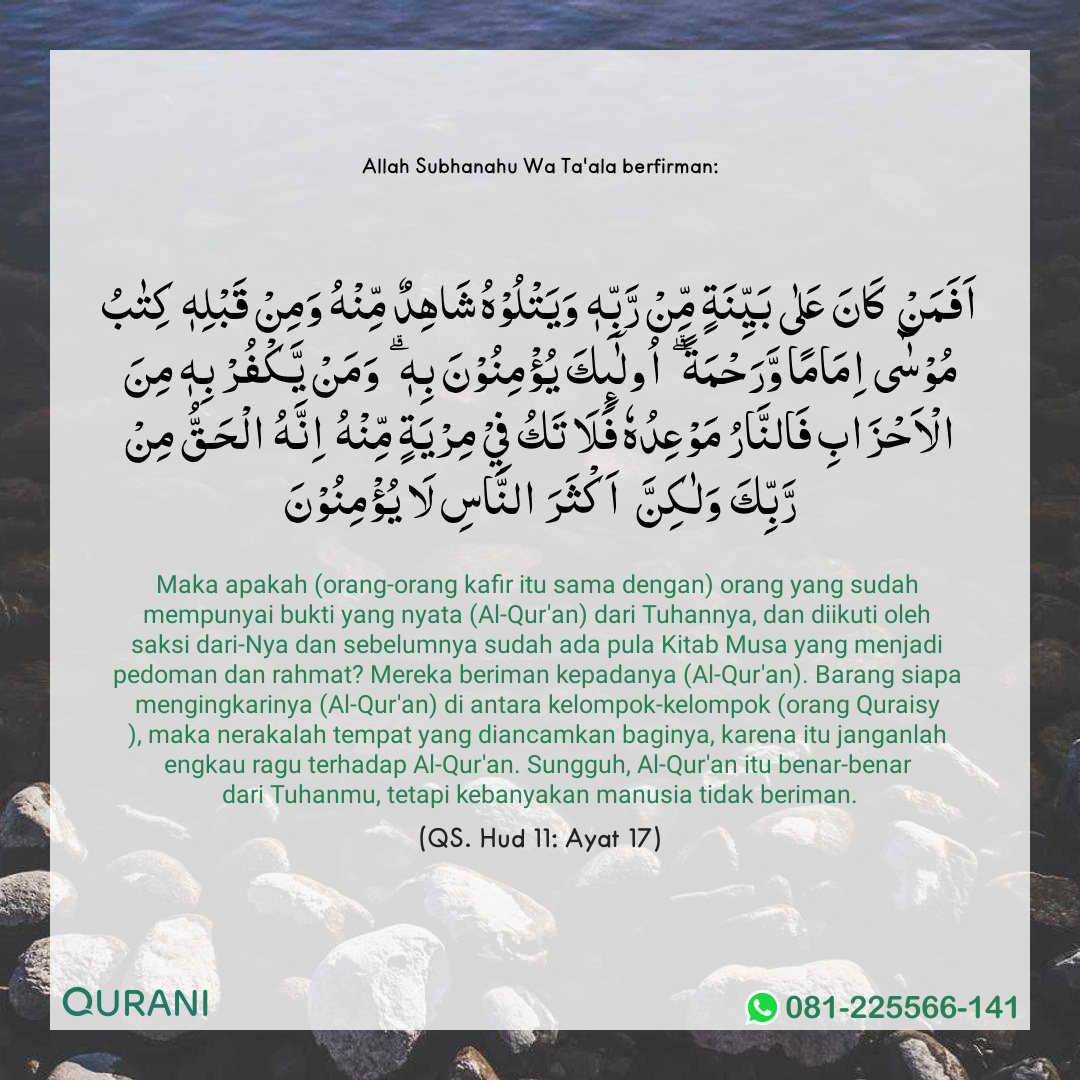 Allah Subhanahu Wa Ta'ala berfirman:
اَفَمَنْ كَانَ عَلٰى بَيِّنَةٍ مِّنْ رَّبِّهٖ وَيَتْلُوْهُ شَاهِدٌ مِّنْهُ وَمِنْ قَبْلِهٖ كِتٰبُ
مُوْسٰۤى اِمَامًا وَّرَحْمَةً ۗ اُولٰٓئِكَ يُؤْمِنُوْنَ بِهٖ ۗ وَمَنْ يَّكْفُرْ بِهٖ مِنَ
الْاَحْزَابِ فَالنَّارُ مَوْعِدُهٗ فَلَا تَكُ فِيْ مِرْيَةٍ مِّنْهُ اِنَّهُ الْحَـقُّ مِنْ
رَّبِّكَ وَلٰـكِنَّ اَكْثَرَ النَّاسِ لَا يُؤْمِنُوْنَ
Maka apakah (orang-orang kafir itu sama dengan) orang yang sudah
mempunyai bukti yang nyata (Al-Qur'an) dari Tuhannya, dan diikuti oleh
saksi dari-Nya dan sebelumnya sudah ada pula Kitab Musa yang menjadi
pedoman dan rahmat? Mereka beriman kepadanya (Al-Qur'an). Barang siapa
mengingkarinya (Al-Qur'an) di antara kelompok-kelompok (orang Quraisy
), maka nerakalah tempat yang diancamkan baginya, karena itu janganlah
engkau ragu terhadap Al-Qur'an. Sungguh, Al-Qur'an itu benar-benar
dari Tuhanmu, tetapi kebanyakan manusia tidak beriman.
(QS. Hud 11: Ayat 17)
QURANI
081-225566-141